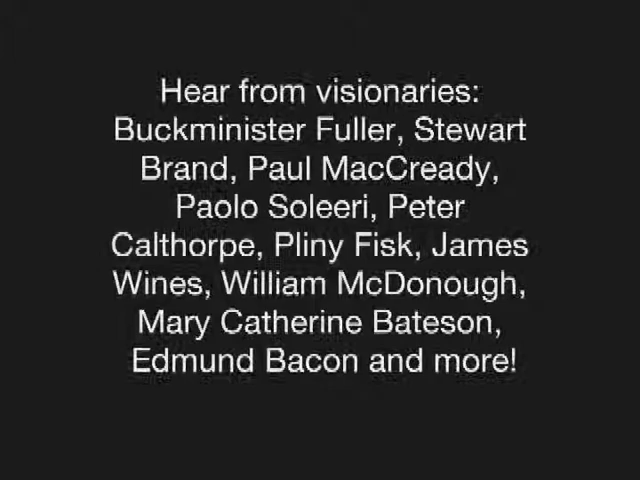 Hear from visionaries:
Buckminister Fuller, Stewart
Brand, Paul MacCready,
Paolo Soleeri, Peter
Calthorpe, Pliny Fisk, James
Wines, William McDonough,
Mary Catherine Bateson,
Edmund Bacon and more!